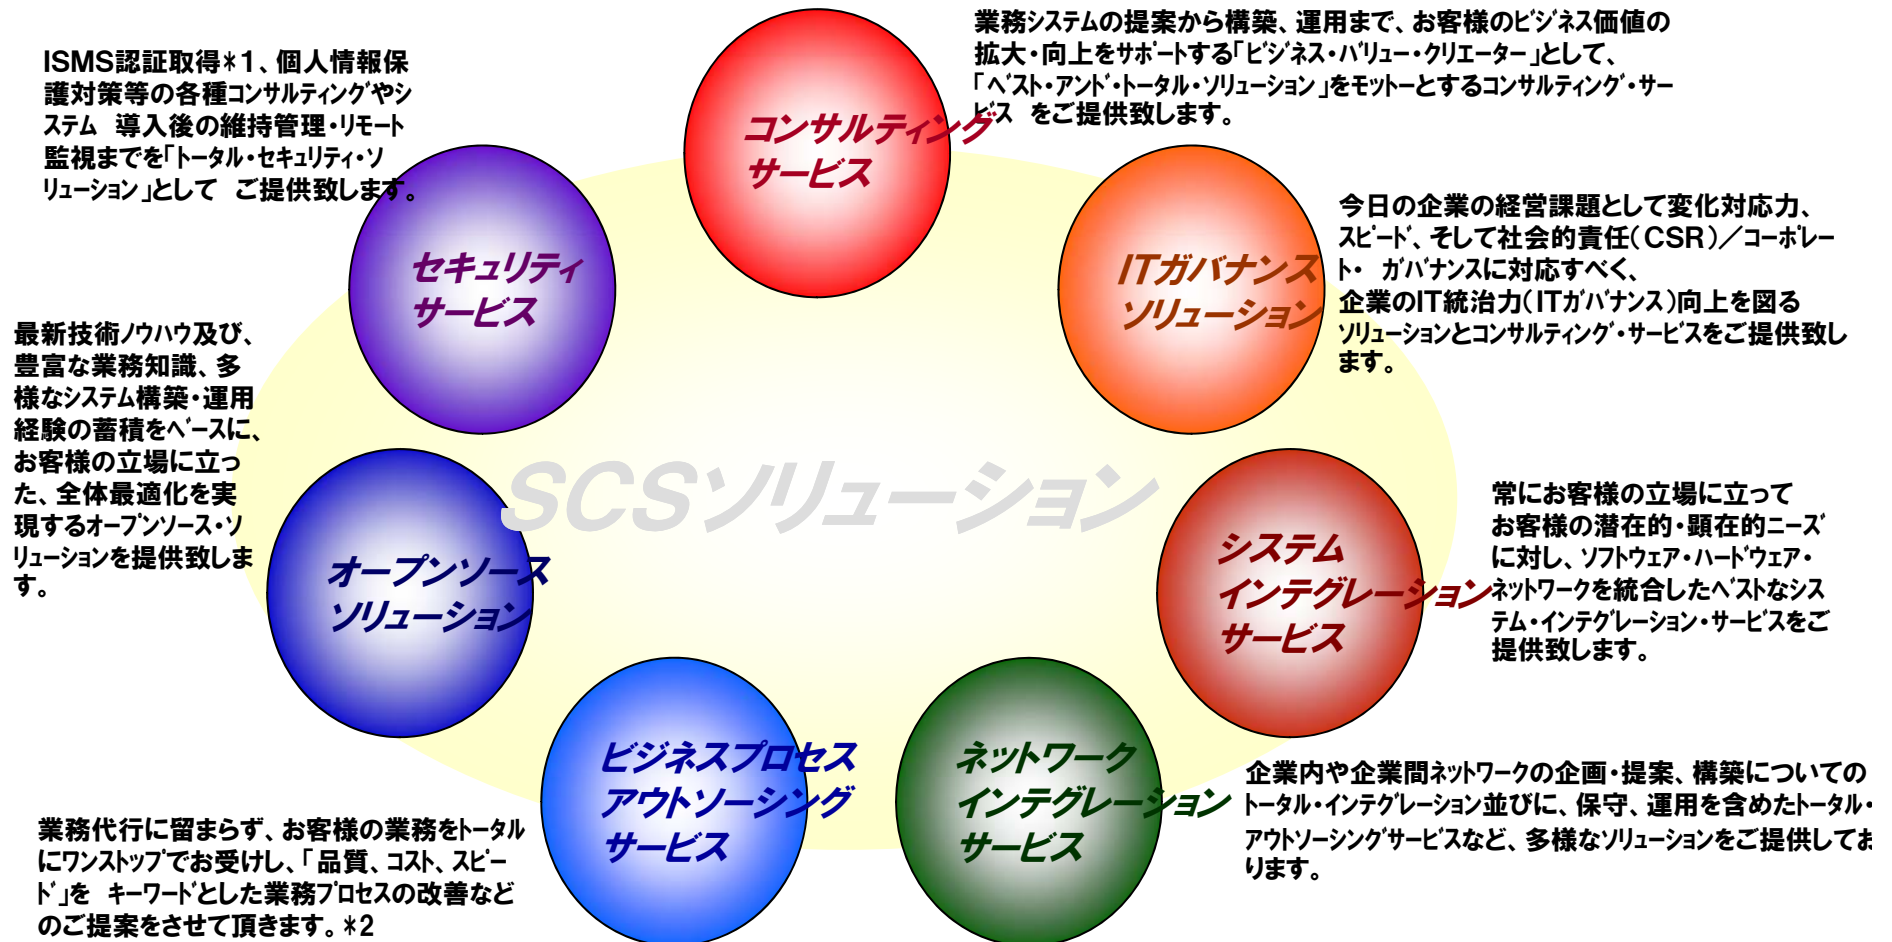 業務システムの提案から構築、運用まで、お客様のビジネス価値の
拡大・向上をサポートする「ビジネス・バリュー・クリエーター」として、
「ベスト・アンド・トータル・ソリューション」をモットーとするコンサルティング・サー
ビス　をご提供致します。
コンサルティング
サービス
ISMS認証取得*1、個人情報保
護対策等の各種コンサルティングやシ
ステム　導入後の維持管理・リモート
監視までを「トータル・セキュリティ・ソ
リューション」として　ご提供致します。
セキュリティ
サービス
今日の企業の経営課題として変化対応力、
スピード、そして社会的責任(CSR)／コーポレー
ト・　ガバナンスに対応すべく、
企業のIT統治力(ITガバナンス)向上を図る
ソリューションとコンサルティング・サービスをご提供致し
ます。
ITガバナンス
ソリューション
最新技術ノウハウ及び、
豊富な業務知識、多
様なシステム構築・運用
経験の蓄積をベースに、
お客様の立場に立っ
た、全体最適化を実
現するオープンソース・ソ
リューションを提供致しま
す。
オープンソース
ソリューション
SCSソリューション
常にお客様の立場に立って
お客様の潜在的・顕在的ニーズ
に対し、ソフトウェア・ハードウェア・
ネットワークを統合したベストなシス
テム・インテグレーション・サービスをご
提供致します。
システム
インテグレーション
サービス
ビジネスプロセス
アウトソーシング
サービス
ネットワーク
インテグレーション
サービス
企業内や企業間ネットワークの企画・提案、構築についての
トータル・インテグレーション並びに、保守、運用を含めたトータル・
アウトソーシングサービスなど、多様なソリューションをご提供してお
ります。
業務代行に留まらず、お客様の業務をトータル
にワンストップでお受けし、「品質、コスト、スピー
ド」を　キーワードとした業務プロセスの改善など
のご提案をさせて頂きます。*2